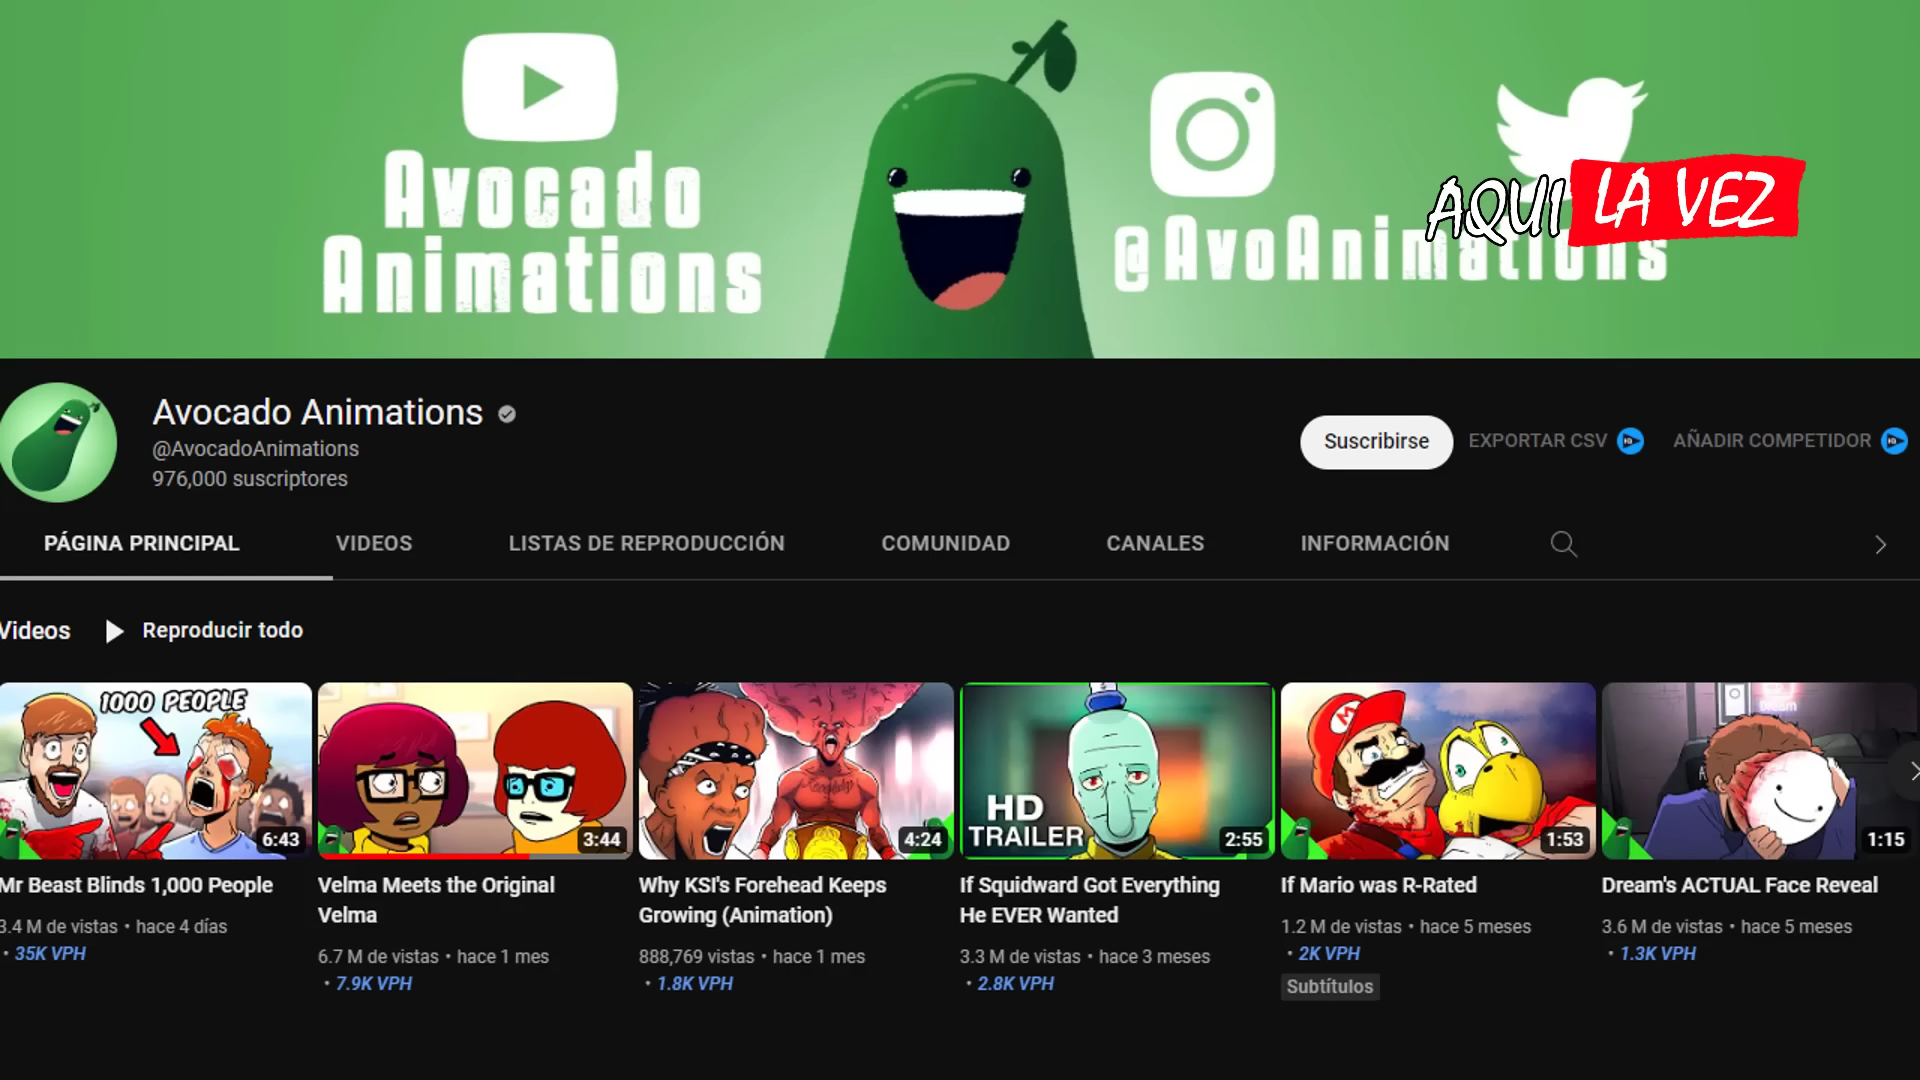 Avocado
Animations
@AvoAnimations
AQUI LA VEZ
Avocado Animations
@AvocadoAnimations
976,000 suscriptores
Suscribirse
EXPORTAR CSV
AÑADIR COMPETIDOR
PÁGINA PRINCIPAL
VIDEOS
LISTAS DE REPRODUCCIÓN
COMUNIDAD
CANALES
INFORMACIÓN
Videos
Reproducir todo
1000 PEOPLE
6:43
3:44
4:24
HD
TRAILER
2:55
1:53
Dream
1:15
Mr Beast Blinds 1,000 People
3.4 M de vistas • hace 4 días
• 35K VPH
Velma Meets the Original
Velma
6.7 M de vistas • hace 1 mes
• 7.9K VPH
Why KSI's Forehead Keeps
Growing (Animation)
888,769 vistas • hace 1 mes
• 1.8K VPH
If Squidward Got Everything
He EVER Wanted
3.3 M de vistas • hace 3 meses
• 2.8K VPH
If Mario was R-Rated
1.2 M de vistas • hace 5 meses
• 2K VPH
Subtítulos
Dream's ACTUAL Face Reveal
3.6 M de vistas • hace 5 meses
• 1.3K VPH